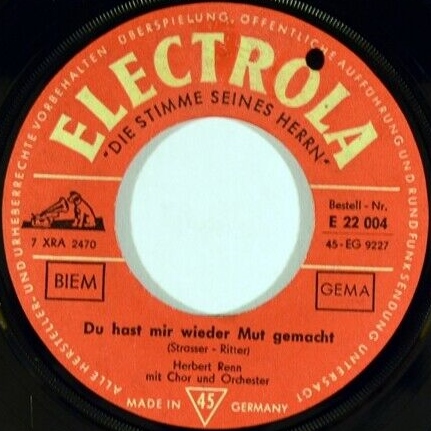 ALLE HERSTELLER- UND URHEBERRECHTE VORBEHALTEN ÜBERSPIELUNG, ÖFFENTLICHE AUFFÜHRUNG UND RUNDFUNKSENDUNG UNTERSAGT
ELECTROLA
"DIE STIMME SEINES HERRN"
Bestell - Nr.
E 22 004
7 XRA 2470
45-EG 9227
BIEM
GEMA
Du hast mir wieder Mut gemacht
(Strasser - Ritter)
Herbert Renn
mit Chor und Orchester
MADE IN 45 GERMANY